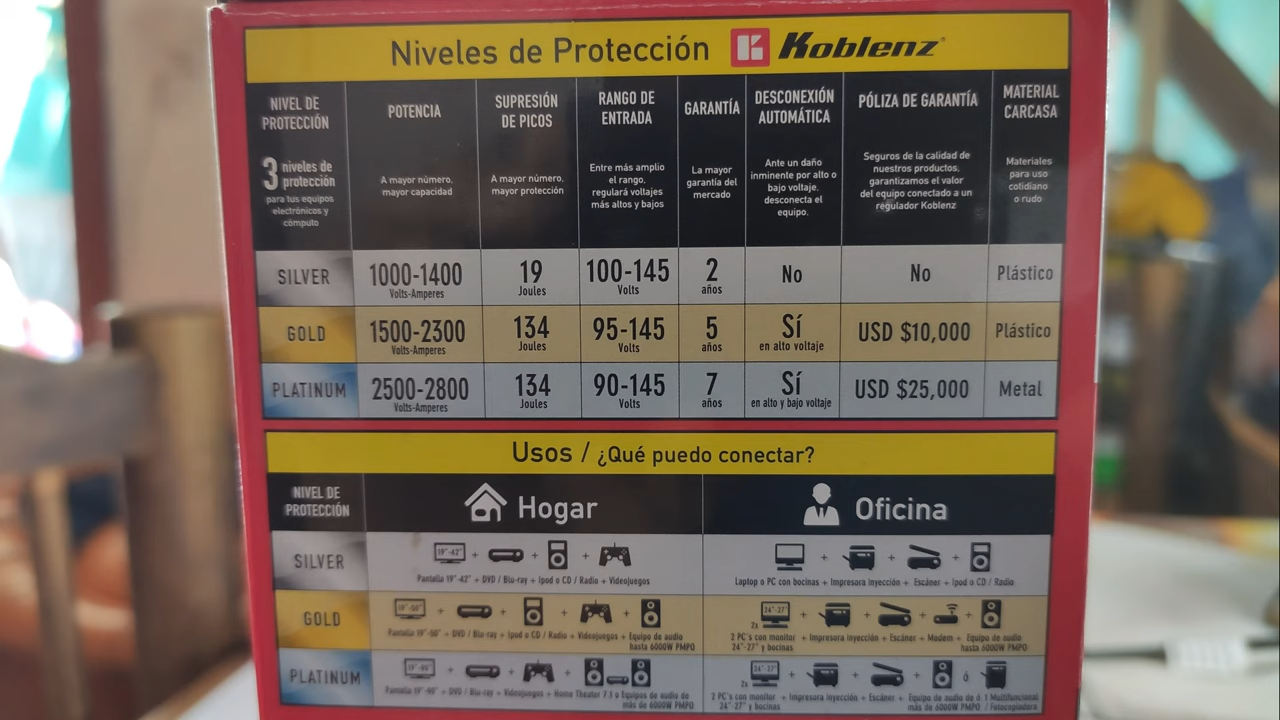 Niveles de Protección K Koblenz
NIVEL DE
PROTECCIÓN
3 niveles de
protección
para tus equipos
electrónicos y
cómputo
POTENCIA
A mayor número,
mayor capacidad
SUPRESIÓN
DE PICOS
A mayor número,
mayor protección
RANGO DE
ENTRADA
Entre más amplio
el rango,
regulará voltajes
más altos y bajos
GARANTÍA
La mayor
garantía del
mercado
DESCONEXIÓN
AUTOMÁTICA
Ante un daño
inminente por alto o
bajo voltaje,
desconecta el
equipo.
PÓLIZA DE GARANTÍA
Seguros de la calidad de
nuestros productos,
garantizamos el valor
del equipo conectado a un
regulador Koblenz
MATERIAL
CARCASA
Materiales
para uso
cotidiano
o rudo
SILVER
1000-1400
Volts-Amperes
19
Joules
100-145
Volts
2
años
No
No
Plástico
GOLD
1500-2300
Volts-Amperes
134
Joules
95-145
Volts
5
años
Sí
en alto voltaje
USD $10,000
Plástico
PLATINUM
2500-2800
Volts-Amperes
134
Joules
90-145
Volts
7
años
Sí
en alto y bajo voltaje
USD $25,000
Metal
Usos / ¿Qué puedo conectar?
NIVEL DE
PROTECCIÓN
Hogar
Oficina
SILVER
19"-42" + + +
Pantalla 19"-42" + DVD / Blu-ray + Ipod o CD / Radio + Videojuegos
+ + +
Laptop o PC con bocinas + Impresora inyección + Escáner + Ipod o CD / Radio
GOLD
19"-50" + + + +
Pantalla 19"-50" + DVD / Blu-ray + Ipod o CD / Radio + Videojuegos + Equipo de audio
hasta 6000W PMPO
2x 24"-27" + + + +
2 PC's con monitor + Impresora inyección + Escáner + Modem + Equipo de audio
24"-27" y bocinas hasta 6000W PMPO
PLATINUM
+ + +
Pantalla + DVD / Blu-ray + Videojuegos + Home Theater 7.1 o Equipos de audio de
más de 6000W PMPO
2x 24"-27" + + + ó
2 PC's con monitor + Impresora inyección + Escáner + Equipo de audio de ó 1 Multifuncional
24"-27" y bocinas más de 6000W PMPO / Fotocopiadora